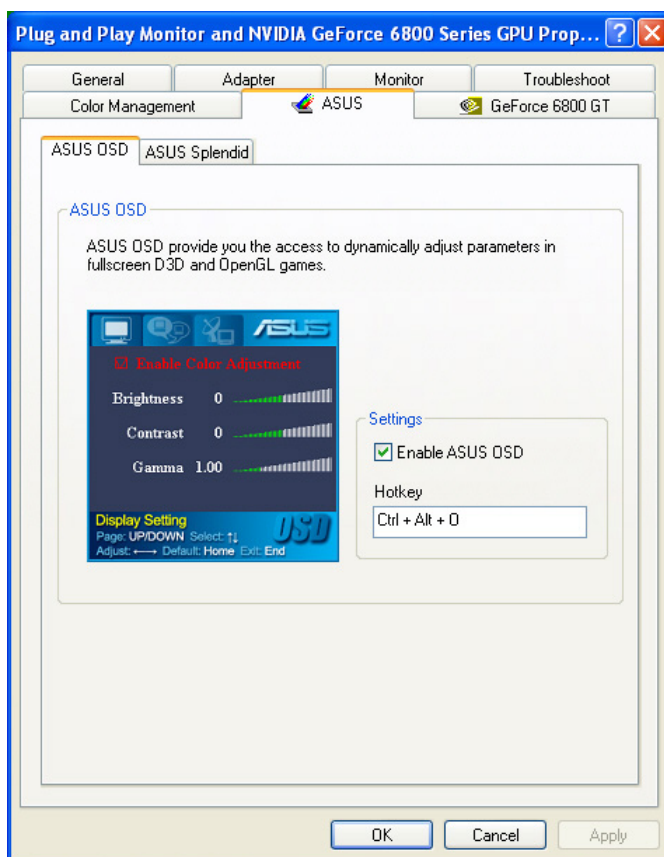 Plug and Play Monitor and NVIDIA GeForce 6800 Series GPU Prop...
General Adapter Monitor Troubleshoot
Color Management ASUS GeForce 6800 GT
ASUS OSD ASUS Splendid
ASUS OSD
ASUS OSD provide you the access to dynamically adjust parameters in
fullscreen D3D and OpenGL games.
ASUS
Enable Color Adjustment
Brightness 0
Contrast 0
Gamma 1.00
Display Setting
Page: UP/DOWN Select: ↑↓
Adjust: ←→ Default: Home Exit: End
OSD
Settings
Enable ASUS OSD
Hotkey
Ctrl + Alt + O
OK Cancel Apply